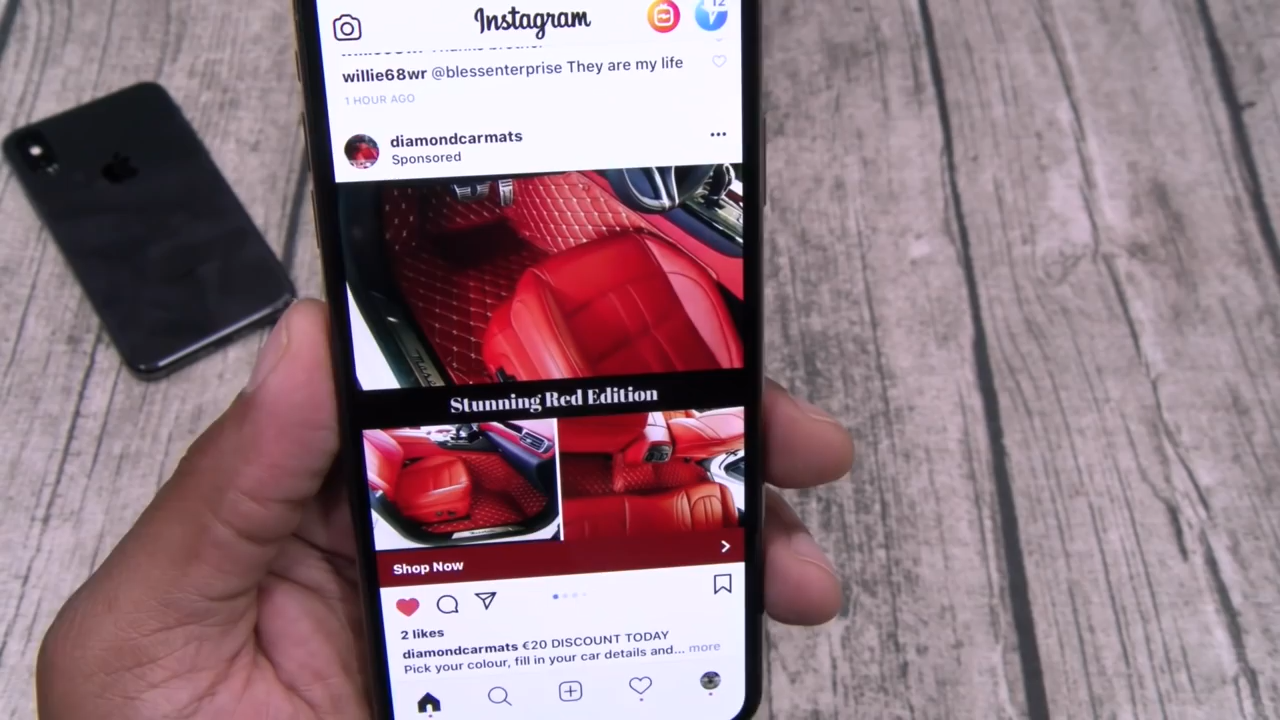 Instagram
12
willie68wr @blessenterprise They are my life
1 HOUR AGO
diamondcarmats
Sponsored
Stunning Red Edition
Shop Now
2 likes
diamondcarmats €20 DISCOUNT TODAY
Pick your colour, fill in your car details and... more